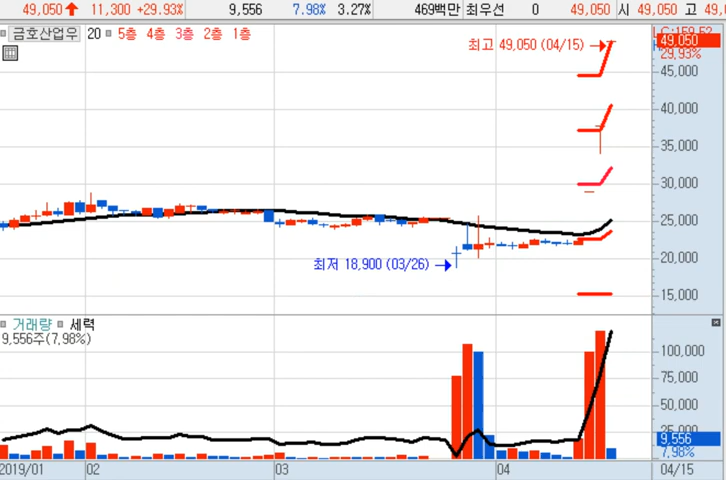 49,050 11,300 +29.93% 9,556 7.98% 3.27% 469백만 최우선 0 49,050 시 49,050 고 49,0
금호산업우 20 5층 4층 3층 2층 1층
최고 49,050 (04/15)
49,050
29,93%
45,000
40,000
35,000
30,000
25,000
20,000
15,000
최저 18,900 (03/26)
거래량 세력
9,556주(7,98%)
100,000
75,000
50,000
25,000
9,556
7,98%
2019/01 02 03 04 04/15